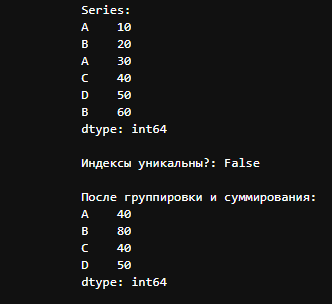 Series:
A    10
B    20
A    30
C    40
D    50
B    60
dtype: int64
Индексы уникальны?: False
После группировки и суммирования:
A    40
B    80
C    40
D    50
dtype: int64